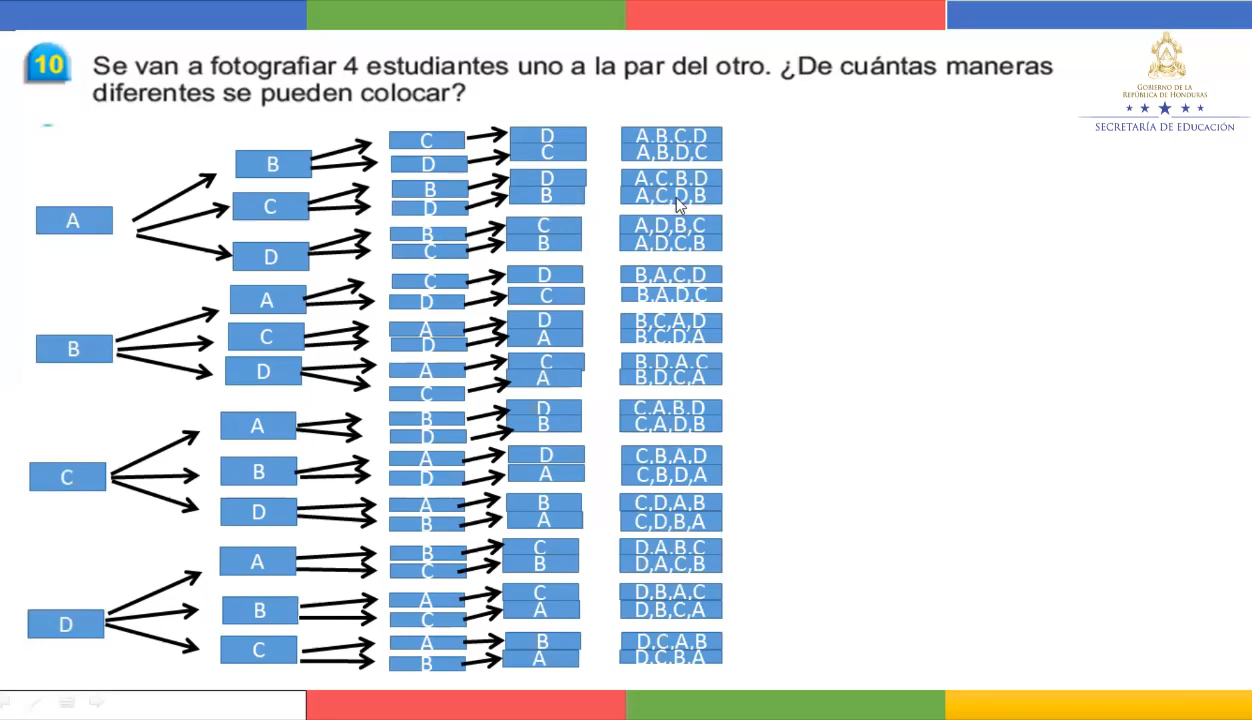 10
Se van a fotografiar 4 estudiantes uno a la par del otro. ¿De cuántas maneras
diferentes se pueden colocar?
GOBIERNO DE LA
REPÚBLICA DE HONDURAS
SECRETARÍA DE EDUCACIÓN
A
B
C
D
B
C
D
A
C
D
A
B
D
A
B
C
C
D
B
D
B
C
C
D
A
D
A
C
B
D
A
D
A
B
B
C
A
C
A
B
D
C
D
B
C
B
D
C
D
A
C
A
D
B
D
A
B
A
C
B
C
A
B
A
A.B.C.D
A,B,D,C
A.C.B.D
A,C,D,B
A,D,B,C
A,D,C,B
B,A,C,D
B.A.D.C
B,C,A,D
B.C.D.A
B.D.A.C
B,D,C,A
C.A.B.D
C,A,D,B
C,B,A,D
C,B,D,A
C,D,A,B
C,D,B,A
D.A.B.C
D,A,C,B
D,B,A,C
D,B,C,A
D,C,A,B
D.C.B.A